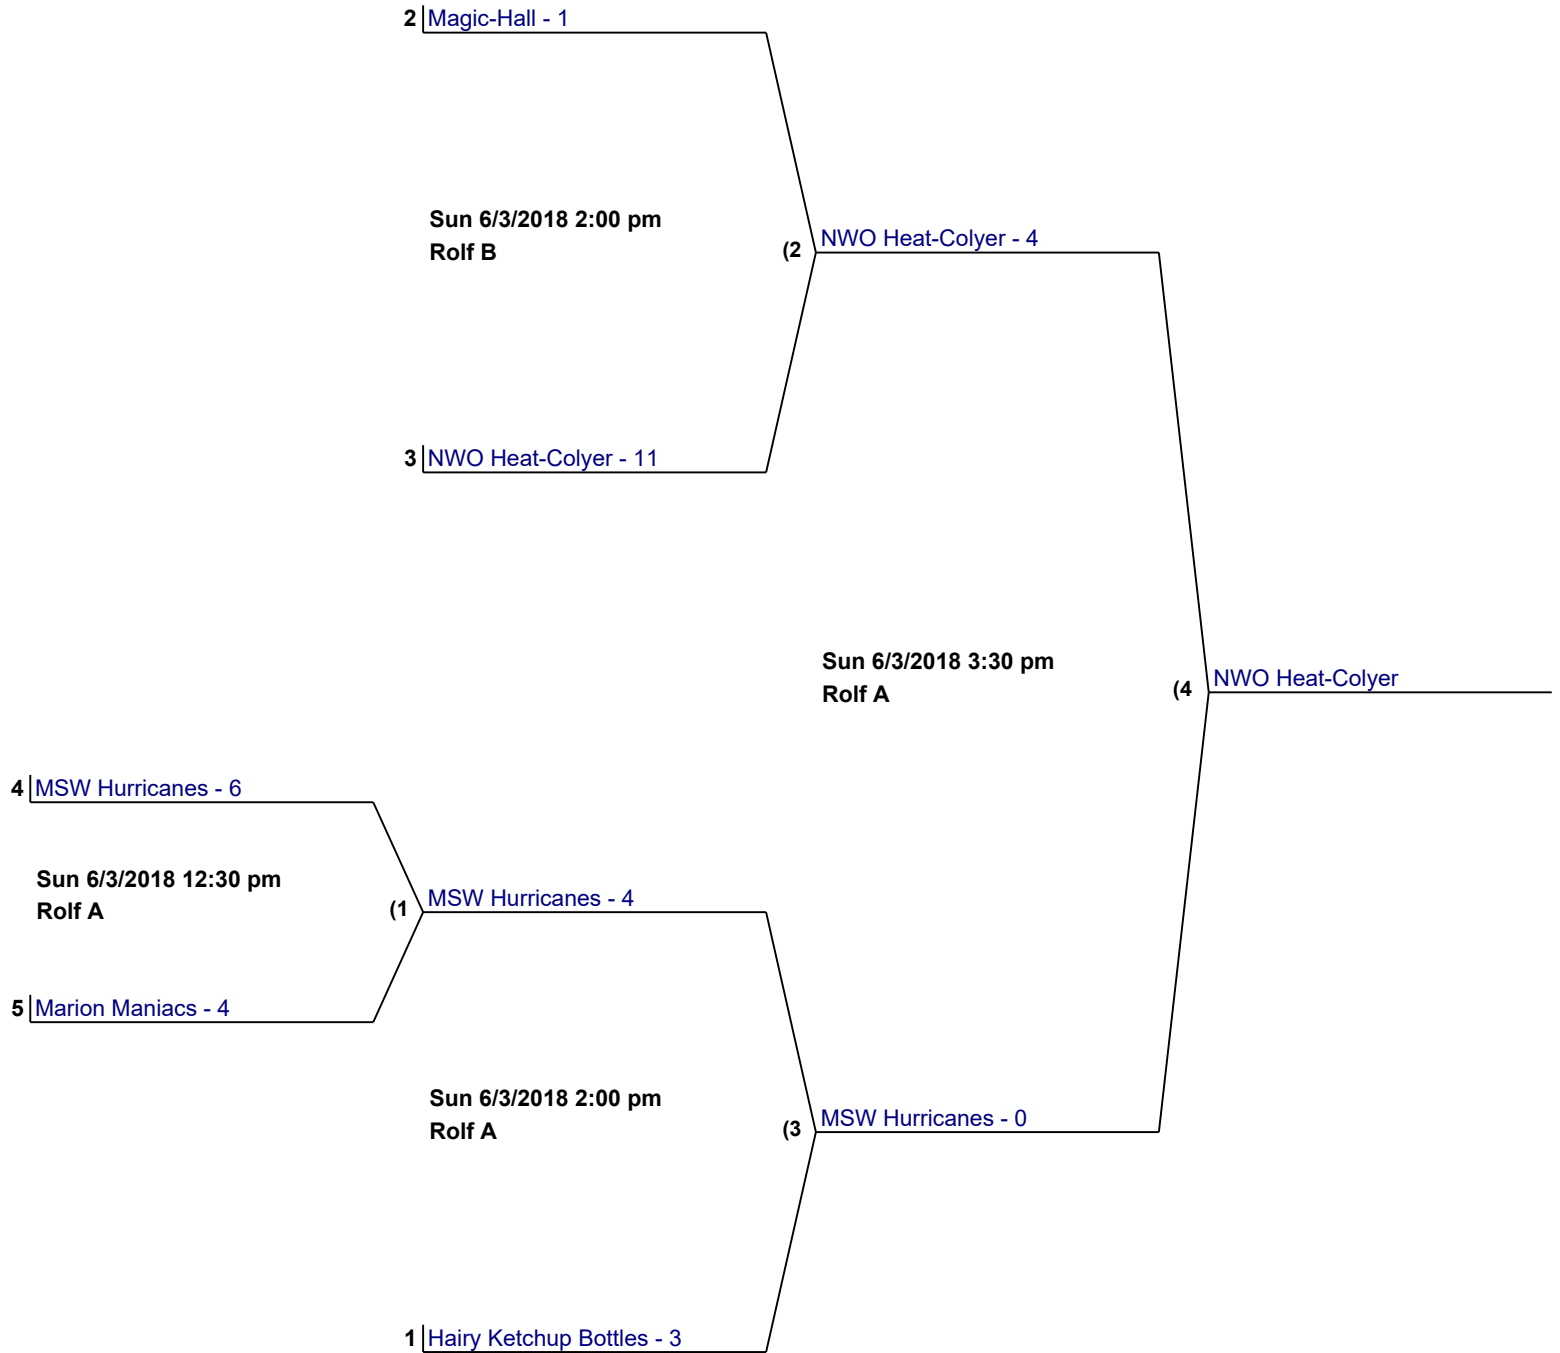 2 Magic-Hall - 1
Sun 6/3/2018 2:00 pm
Rolf B
(2 NWO Heat-Colyer - 4
3 NWO Heat-Colyer - 11
Sun 6/3/2018 3:30 pm
Rolf A
(4 NWO Heat-Colyer
4 MSW Hurricanes - 6
Sun 6/3/2018 12:30 pm
Rolf A
(1 MSW Hurricanes - 4
5 Marion Maniacs - 4
Sun 6/3/2018 2:00 pm
Rolf A
(3 MSW Hurricanes - 0
1 Hairy Ketchup Bottles - 3